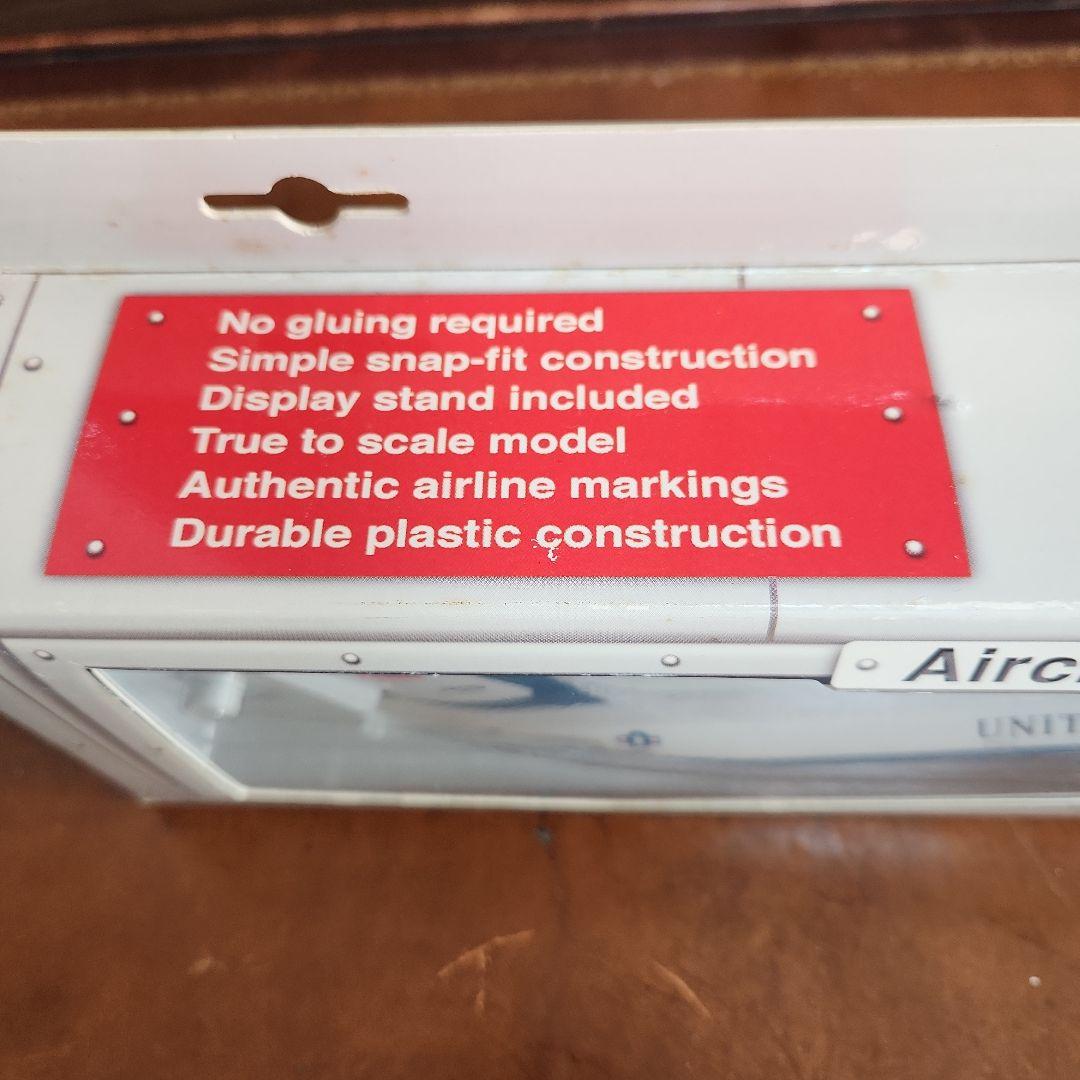 No gluing required
Simple snap-fit construction
Display stand included
True to scale model
Authentic airline markings
Durable plastic construction
Airc
UNIT